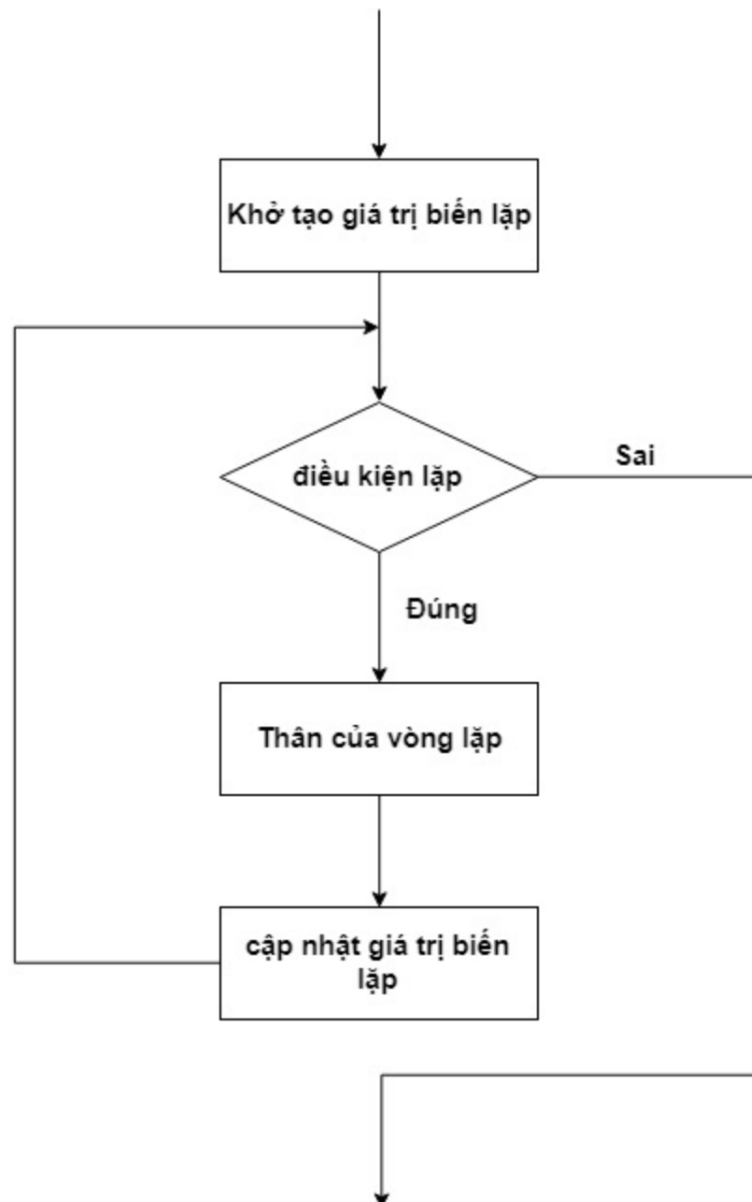 Khở tạo giá trị biến lặp
điều kiện lặp
Sai
Đúng
Thân của vòng lặp
cập nhật giá trị biến
lặp